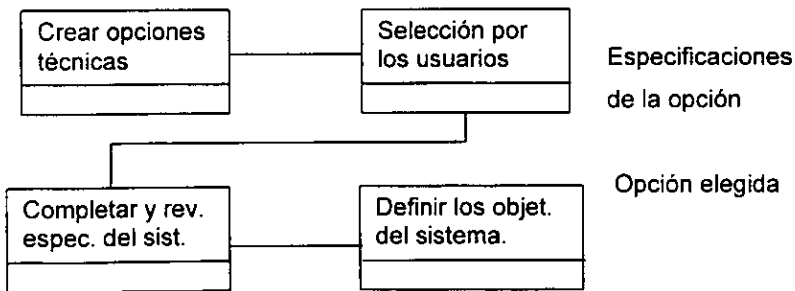 Crear opciones
técnicas
Selección por
los usuarios
Especificaciones
de la opción
Completar y rev.
espec. del sist.
Definir los objet.
del sistema.
Opción elegida